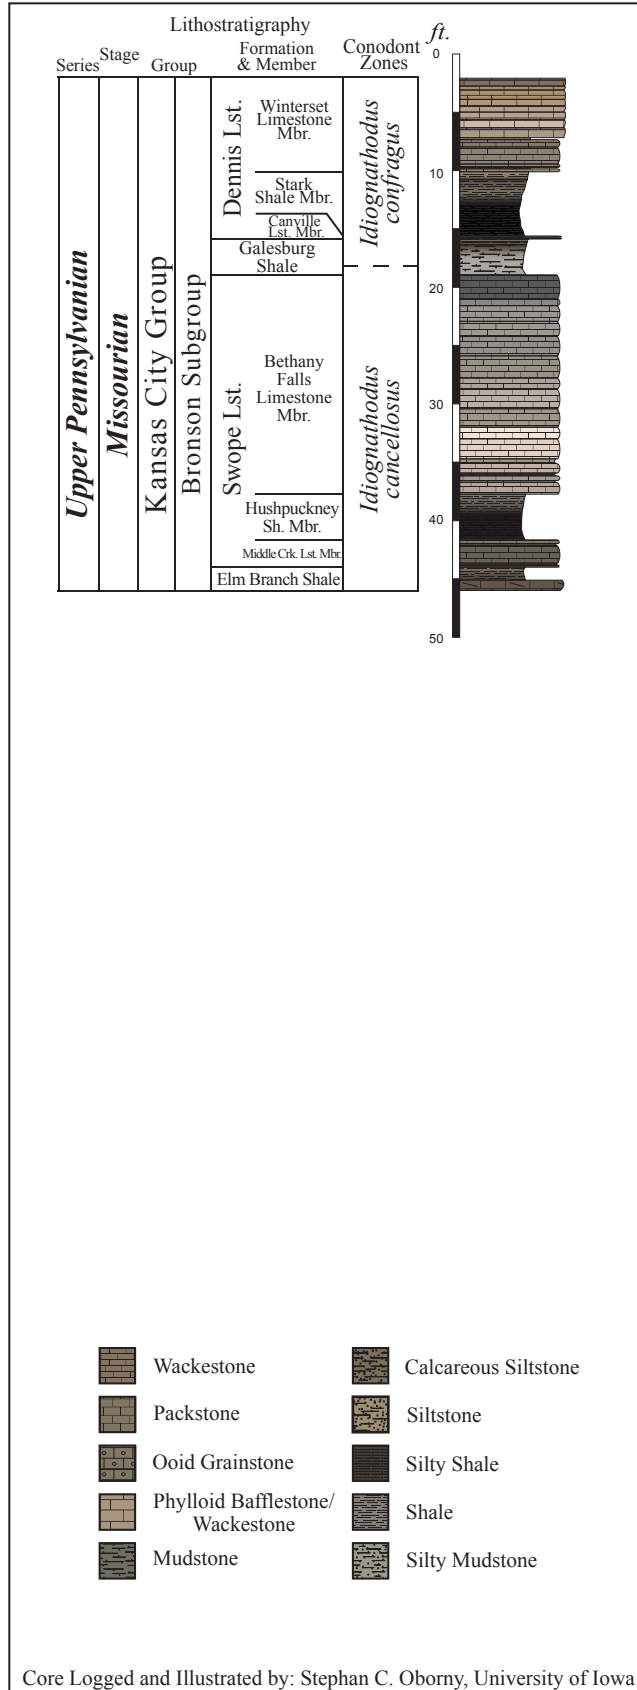 Lithostratigraphy
Series
Stage
Group
Formation
& Member
Conodont
Zones
ft.
Upper Pennsylvanian
Missourian
Kansas City Group
Bronson Subgroup
Dennis Lst.
Winterset
Limestone
Mbr.
Stark
Shale Mbr.
Canville
Lst. Mbr.
Galesburg
Shale
Swope Lst.
Bethany
Falls
Limestone
Mbr.
Hushpuckney
Sh. Mbr.
Middle Crk. Lst. Mbr.
Elm Branch Shale
Idiognathodus
confragus
Idiognathodus
cancellosus
0
10
20
30
40
50
Wackestone
Packstone
Ooid Grainstone
Phylloid Bafflestone/
Wackestone
Mudstone
Calcareous Siltstone
Siltstone
Silty Shale
Shale
Silty Mudstone
Core Logged and Illustrated by: Stephan C. Oborny, University of Iowa